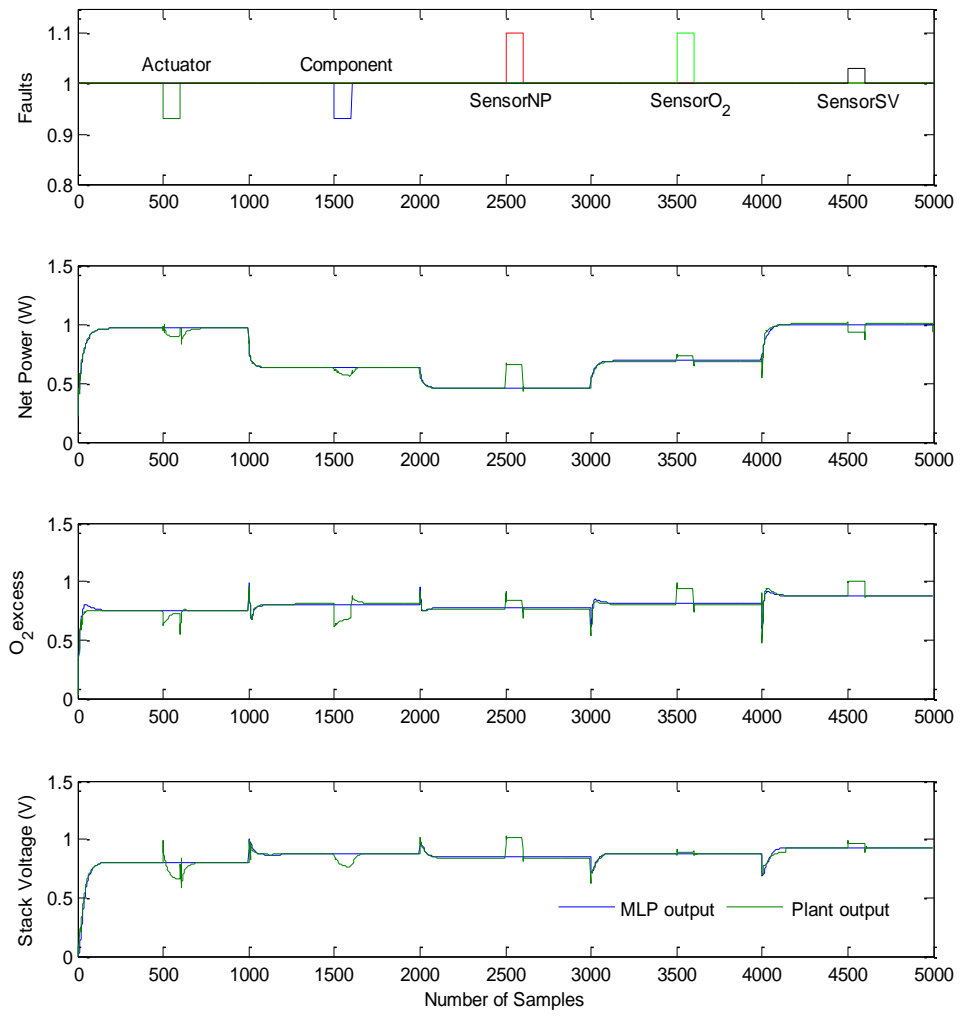 Faults
1.1
1
0.9
0.8
Actuator
Component
SensorNP
SensorO2
SensorSV
0 500 1000 1500 2000 2500 3000 3500 4000 4500 5000
Net Power (W)
1.5
1
0.5
0
0 500 1000 1500 2000 2500 3000 3500 4000 4500 5000
O2excess
1.5
1
0.5
0
0 500 1000 1500 2000 2500 3000 3500 4000 4500 5000
Stack Voltage (V)
1.5
1
0.5
0
MLP output
Plant output
0 500 1000 1500 2000 2500 3000 3500 4000 4500 5000
Number of Samples